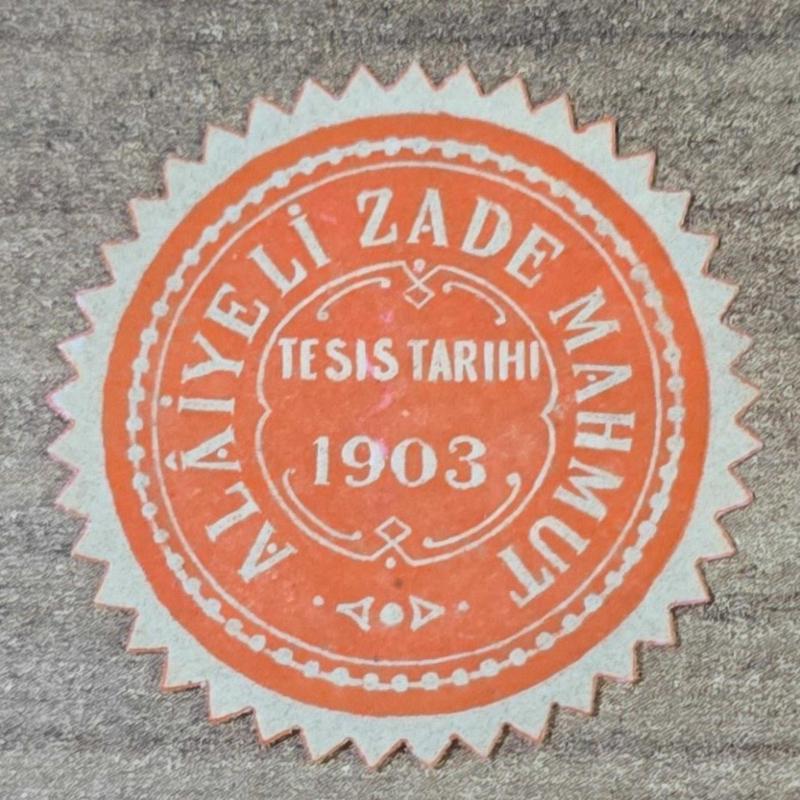 ALÂİYELİ ZADE MAHMUT
TESIS TARIHI
1903